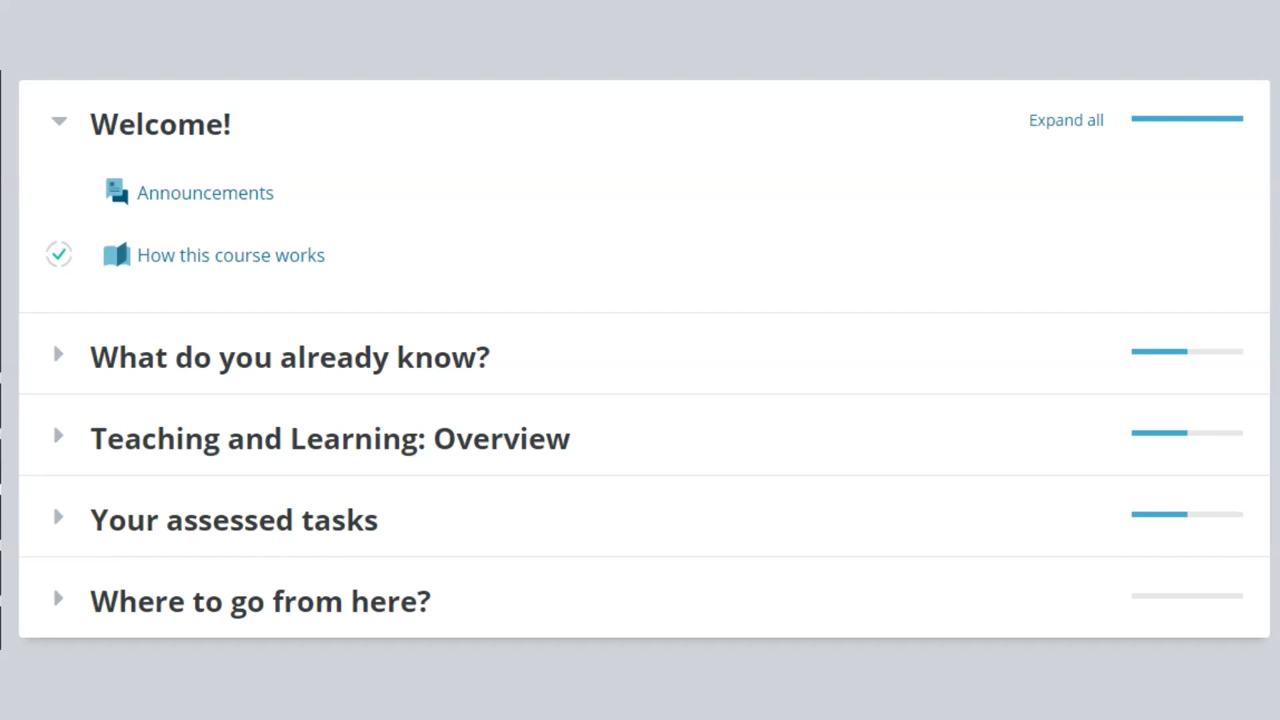 Welcome!
Expand all
Announcements
How this course works
What do you already know?
Teaching and Learning: Overview
Your assessed tasks
Where to go from here?